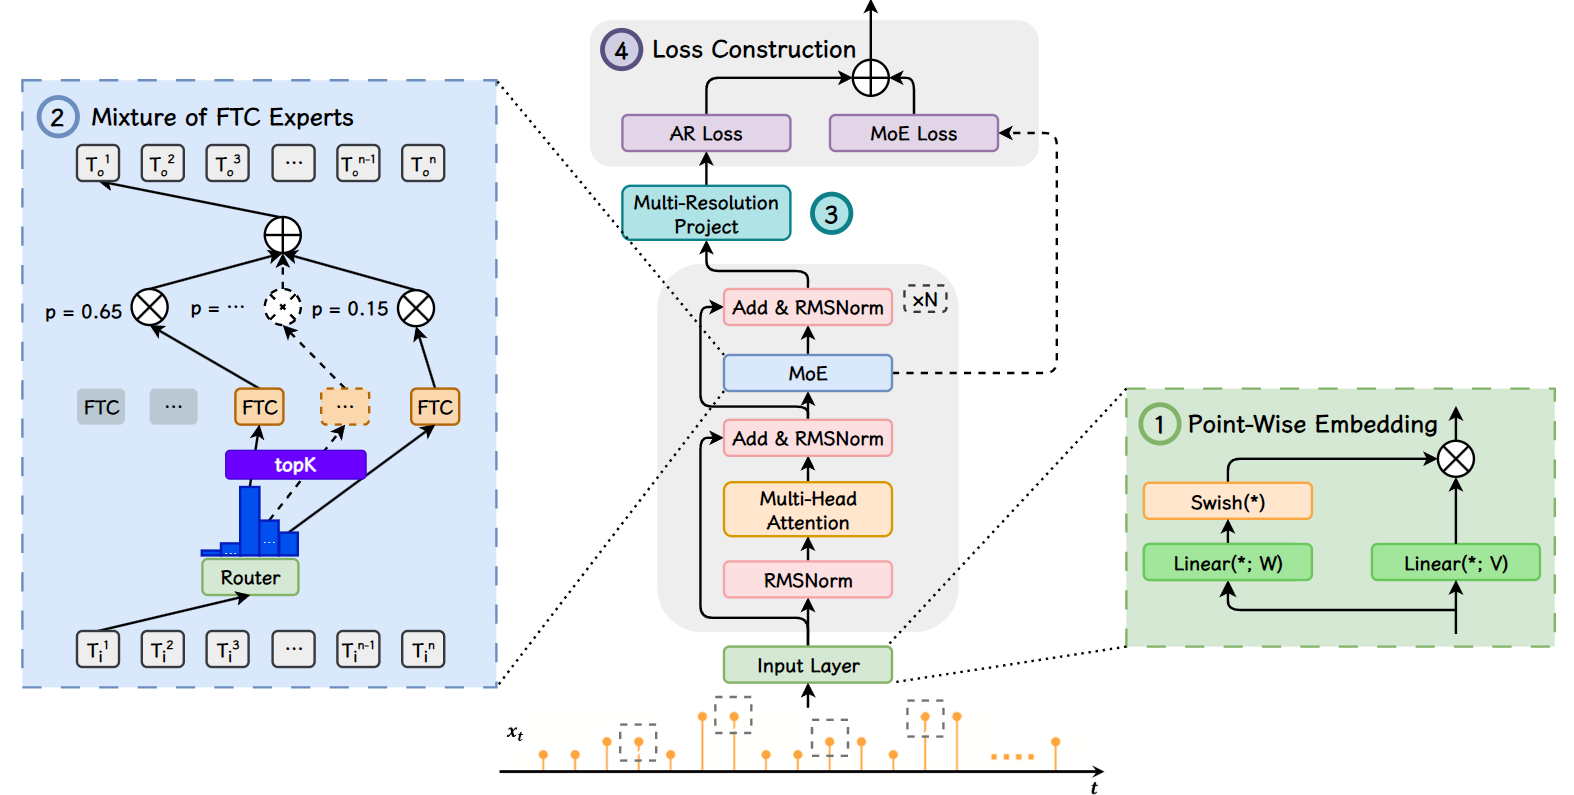 4 Loss Construction
AR Loss
MoE Loss
Multi-Resolution
Project
3
Add & RMSNorm
×N
MoE
Add & RMSNorm
Multi-Head
Attention
RMSNorm
Input Layer
x_t
t
2 Mixture of FTC Experts
T_o^1 T_o^2 T_o^3 ... T_o^n-1 T_o^n
p = 0.65 p = ... p = 0.15
FTC ... FTC ... FTC
topK
...
...
Router
T_i^1 T_i^2 T_i^3 ... T_i^n-1 T_i^n
1 Point-Wise Embedding
Swish(*)
Linear(*; W) Linear(*; V)